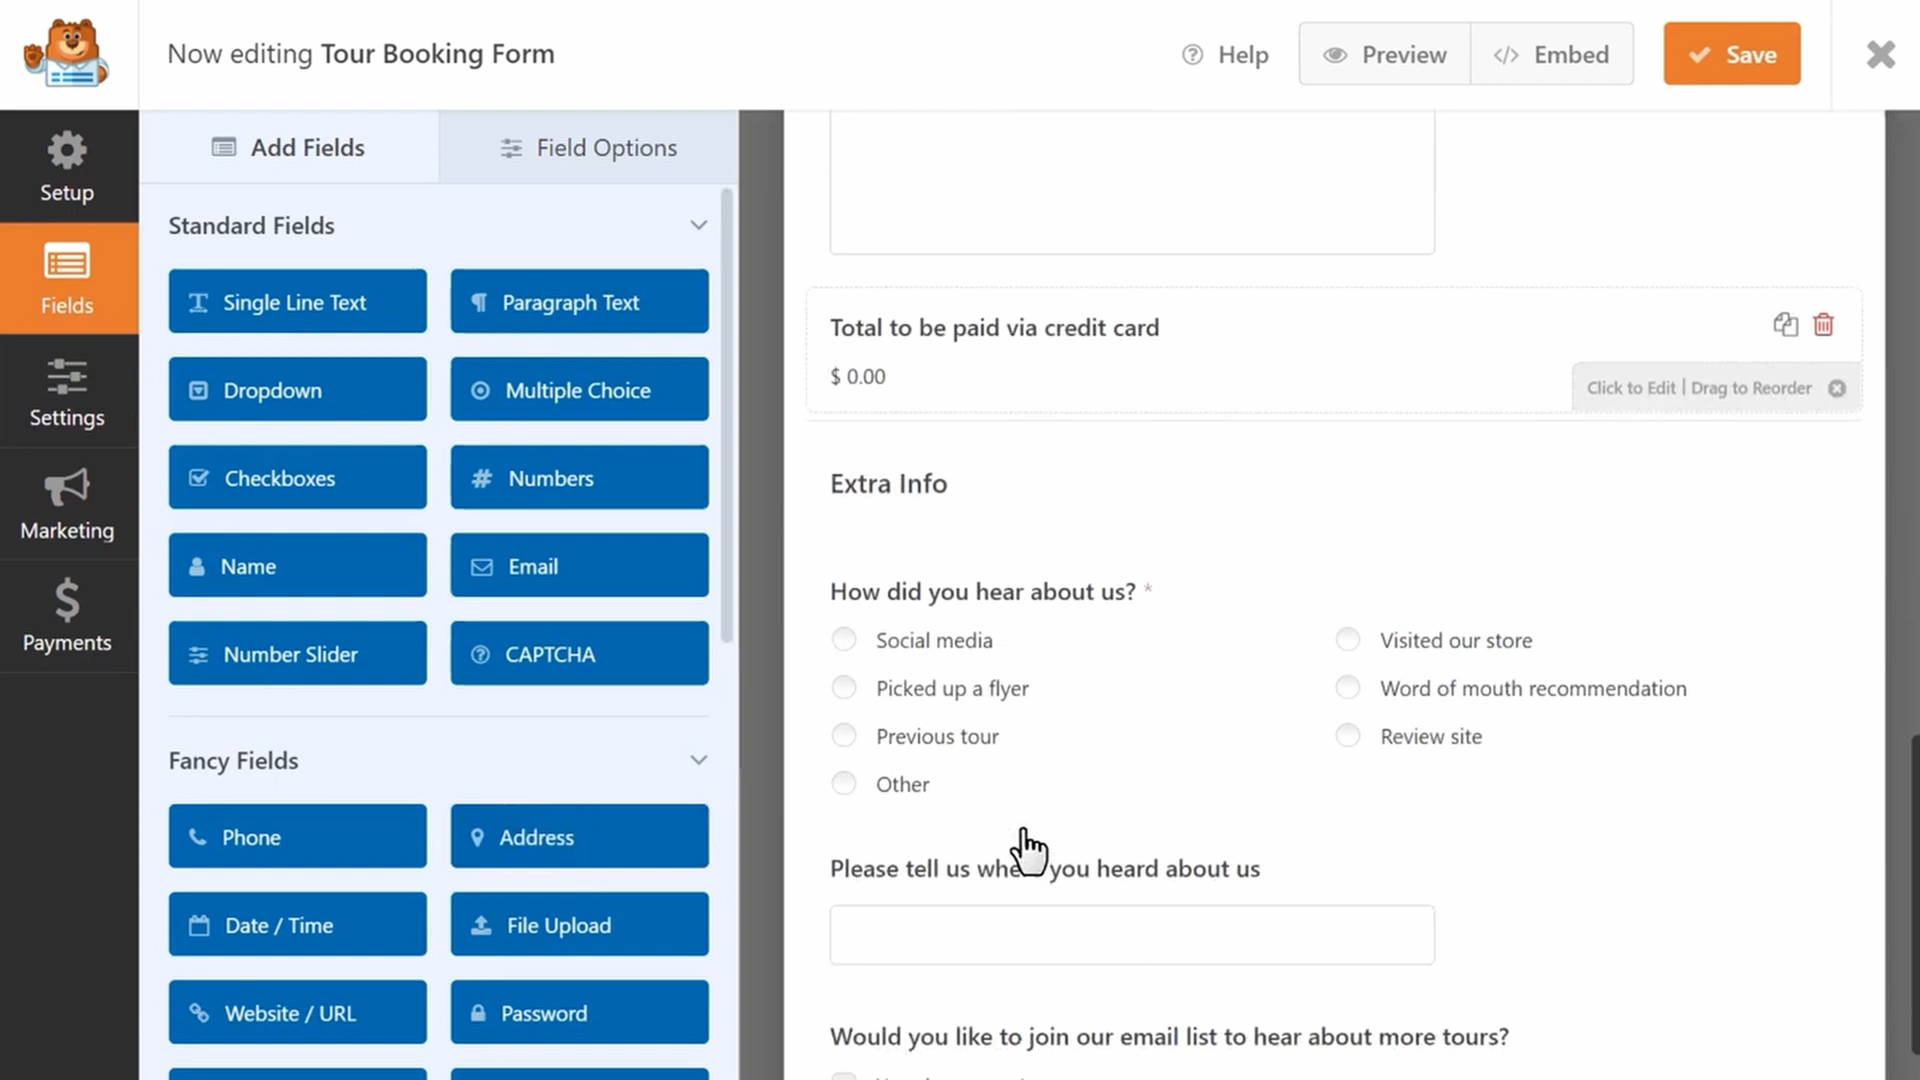 Now editing Tour Booking Form
Help
Preview
Embed
Save
Setup
Fields
Settings
Marketing
Payments
Add Fields
Field Options
Standard Fields
Single Line Text
Paragraph Text
Dropdown
Multiple Choice
Checkboxes
Numbers
Name
Email
Number Slider
CAPTCHA
Fancy Fields
Phone
Address
Date / Time
File Upload
Website / URL
Password
Total to be paid via credit card
$ 0.00
Click to Edit | Drag to Reorder
Extra Info
How did you hear about us? *
Social media
Visited our store
Picked up a flyer
Word of mouth recommendation
Previous tour
Review site
Other
Please tell us you heard about us
Would you like to join our email list to hear about more tours?